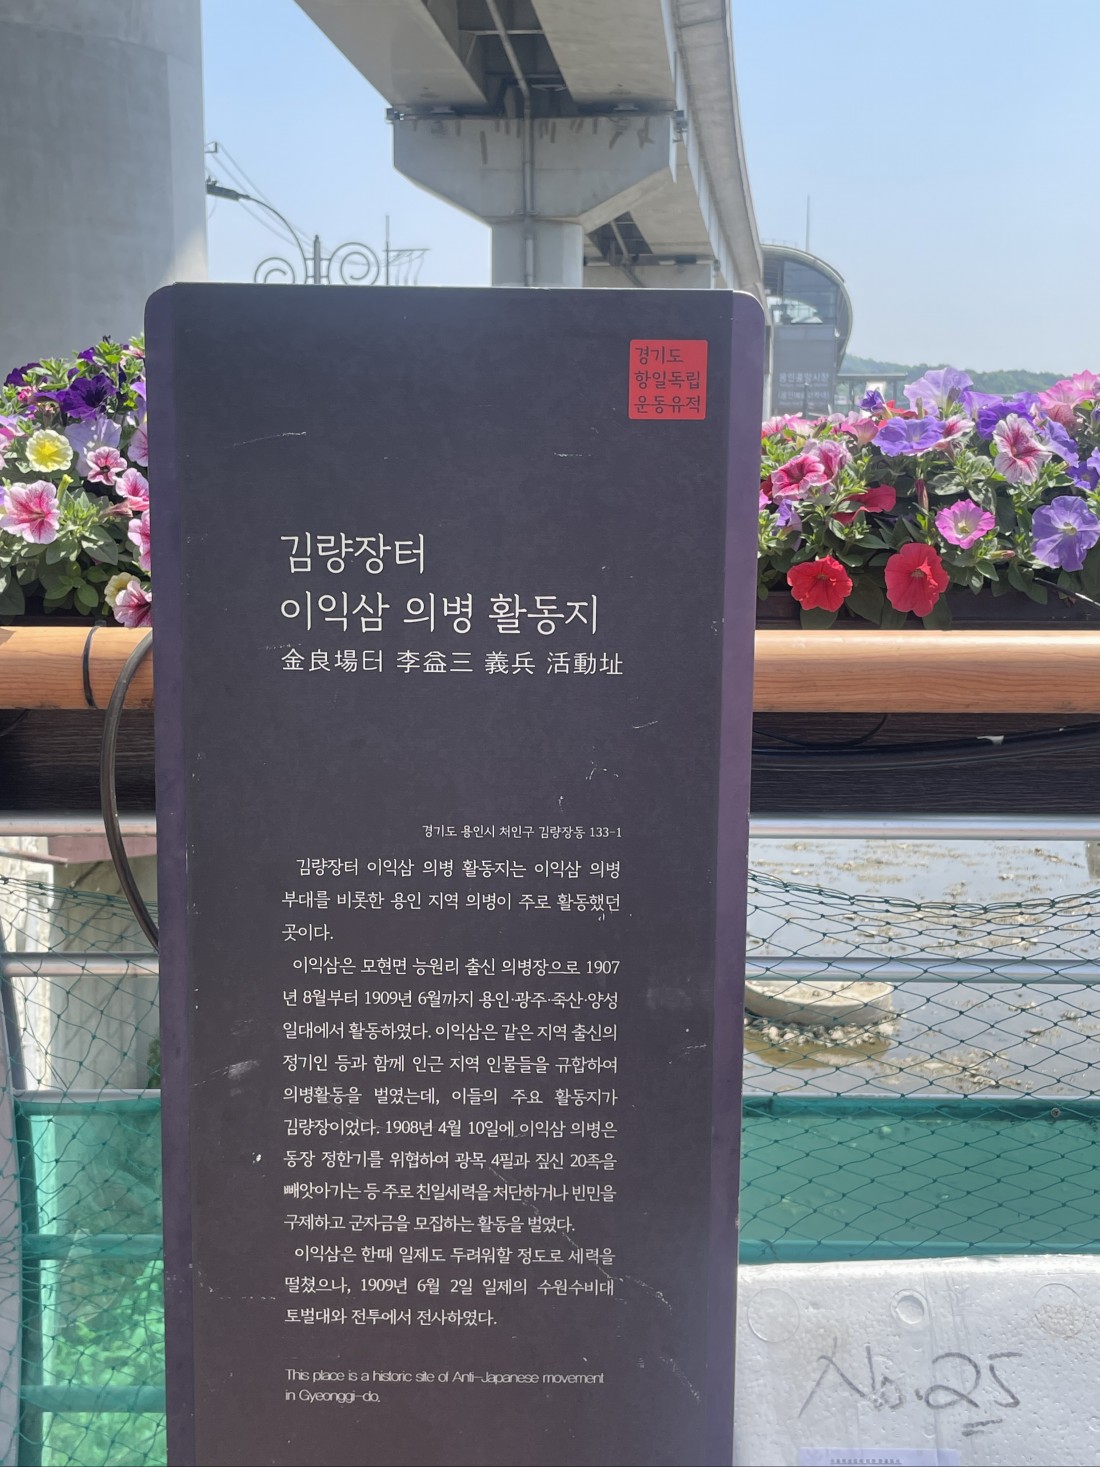 경기도
항일독립
운동유적
김량장터
이익삼 의병 활동지
金良場터 李益三 義兵 活動址
경기도 용인시 처인구 김량장동 133-1
김량장터 이익삼 의병 활동지는 이익삼 의병
부대를 비롯한 용인 지역 의병이 주로 활동했던
곳이다.
이익삼은 모현면 능원리 출신 의병장으로 1907
년 8월부터 1909년 6월까지 용인·광주·죽산·양성
일대에서 활동하였다. 이익삼은 같은 지역 출신의
정기인 등과 함께 인근 지역 인물들을 규합하여
의병활동을 벌였는데, 이들의 주요 활동지가
김량장이었다. 1908년 4월 10일에 이익삼 의병은
동장 정한기를 위협하여 광목 4필과 짚신 20족을
빼앗아가는 등 주로 친일세력을 처단하거나 빈민을
구제하고 군자금을 모집하는 활동을 벌였다.
이익삼은 한때 일제도 두려워할 정도로 세력을
떨쳤으나, 1909년 6월 2일 일제의 수원수비대
토벌대와 전투에서 전사하였다.
This place is a historic site of Anti-Japanese movement
in Gyeonggi-do.
No.25